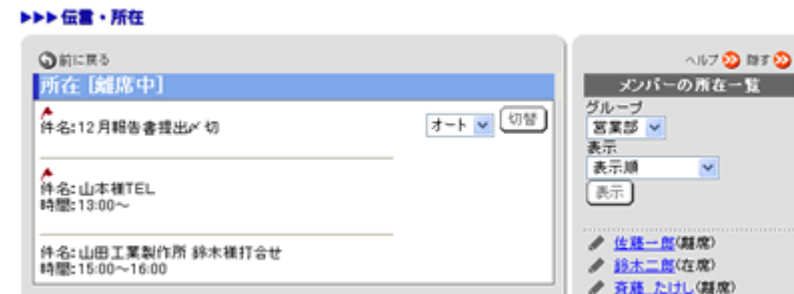 ▶▶▶伝言・所在
前に戻る
所在 [離席中]
件名:12月報告書提出〆切
オート
切替
件名:山本様TEL
時間:13:00～
件名:山田工業製作所 鈴木様打合せ
時間:15:00～16:00
ヘルプ 隠す
メンバーの所在一覧
グループ
営業部
表示
表示順
表示
佐藤一郎(離席)
鈴木二郎(在席)
斉藤 たけし(離席)